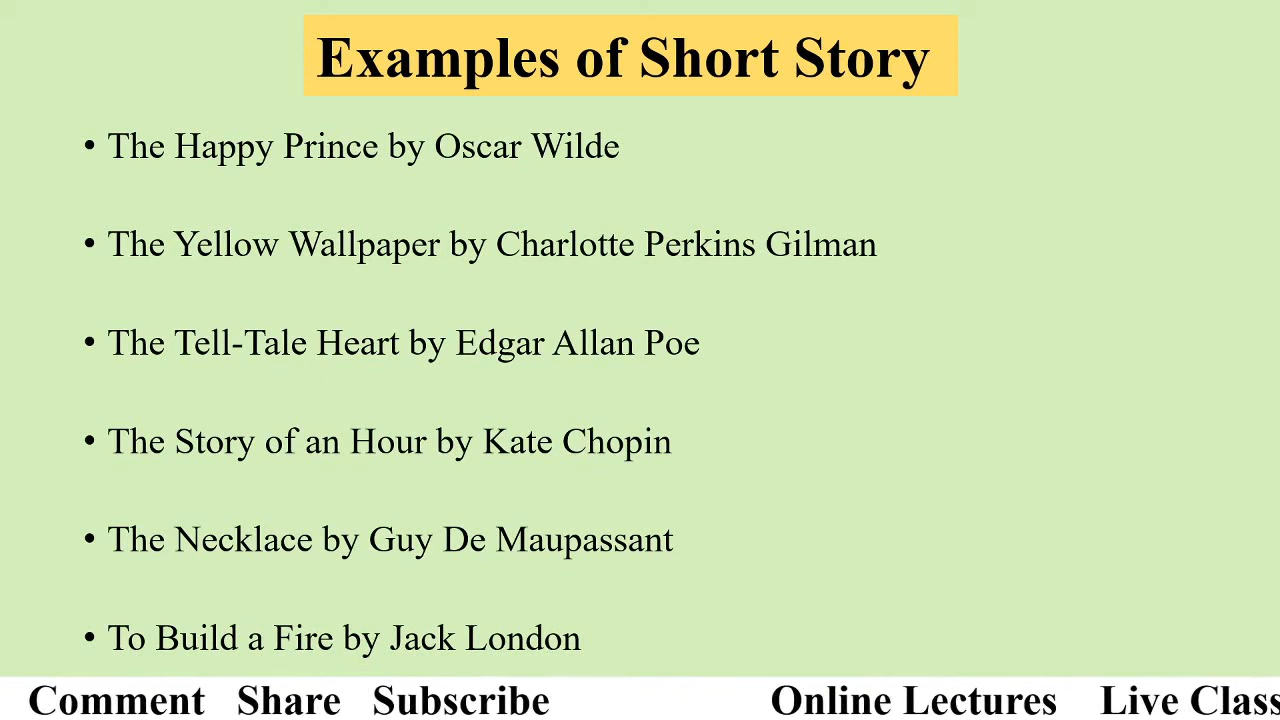 Examples of Short Story
• The Happy Prince by Oscar Wilde
• The Yellow Wallpaper by Charlotte Perkins Gilman
• The Tell-Tale Heart by Edgar Allan Poe
• The Story of an Hour by Kate Chopin
• The Necklace by Guy De Maupassant
• To Build a Fire by Jack London
Comment Share Subscribe Online Lectures Live Class